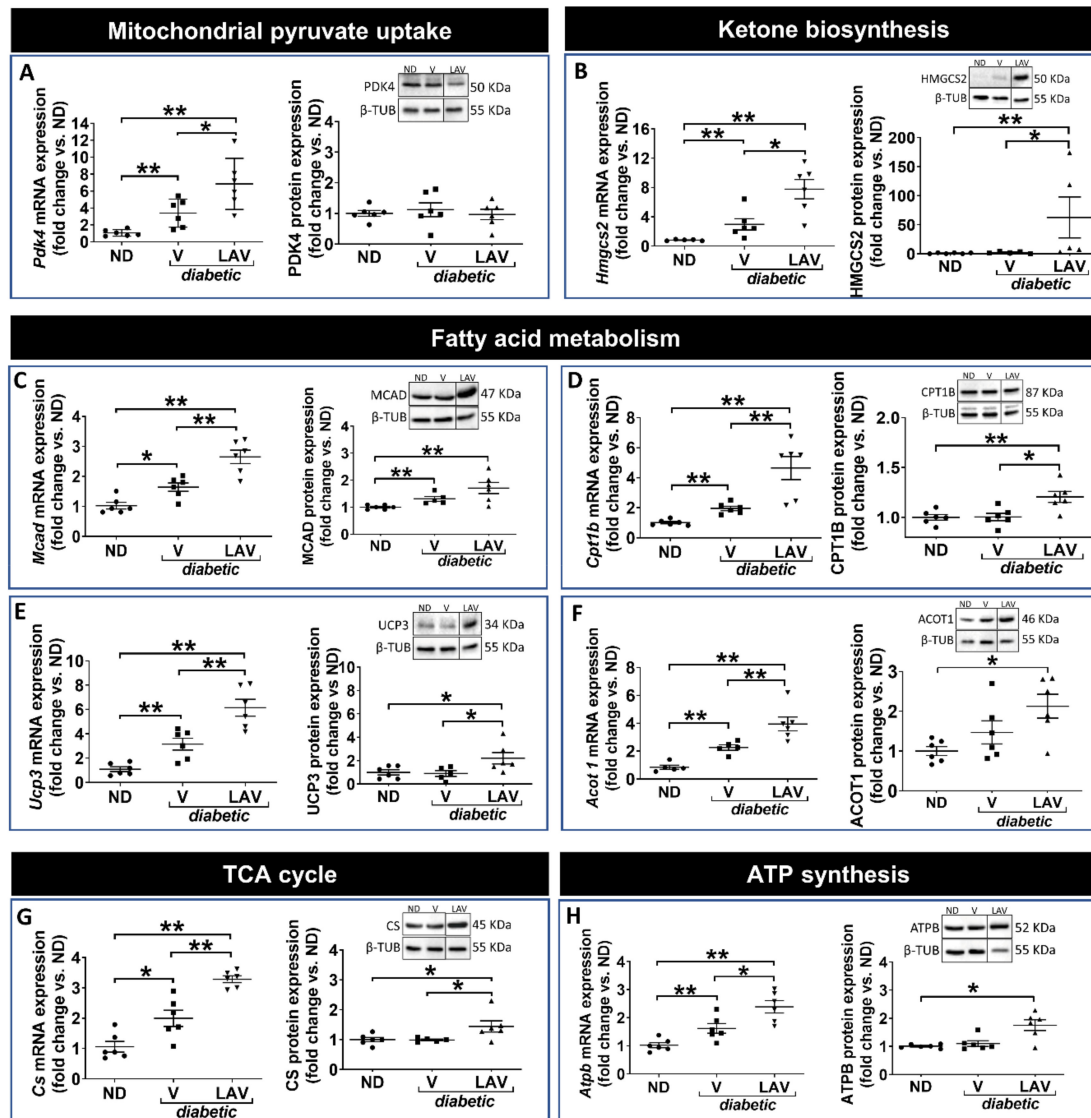 Mitochondrial pyruvate uptake
Ketone biosynthesis
A
Pdk4 mRNA expression
(fold change vs. ND)
14
12
10
8
6
4
2
0
**
*
**
ND
V
LAV
diabetic
PDK4 protein expression
(fold change vs. ND)
4
3
2
1
0
ND
V
LAV
PDK4
50 KDa
β-TUB
55 KDa
ND
V
LAV
diabetic
B
Hmgcs2 mRNA expression
(fold change vs. ND)
15
10
5
0
**
**
*
ND
V
LAV
diabetic
HMGCS2 protein expression
(fold change vs. ND)
200
150
100
50
0
ND
V
LAV
HMGCS2
50 KDa
β-TUB
55 KDa
**
*
ND
V
LAV
diabetic
Fatty acid metabolism
C
Mcad mRNA expression
(fold change vs. ND)
4
3
2
1
0
**
**
*
ND
V
LAV
diabetic
MCAD protein expression
(fold change vs. ND)
4
3
2
1
0
ND
V
LAV
MCAD
47 KDa
β-TUB
55 KDa
**
**
ND
V
LAV
diabetic
D
Cpt1b mRNA expression
(fold change vs. ND)
10
8
6
4
2
0
**
**
**
ND
V
LAV
diabetic
CPT1B protein expression
(fold change vs. ND)
2.0
1.5
1.0
ND
V
LAV
CPT1B
87 KDa
β-TUB
55 KDa
**
*
ND
V
LAV
diabetic
E
Ucp3 mRNA expression
(fold change vs. ND)
10
8
6
4
2
0
**
**
**
ND
V
LAV
diabetic
UCP3 protein expression
(fold change vs. ND)
10
8
6
4
2
0
ND
V
LAV
UCP3
34 KDa
β-TUB
55 KDa
*
*
ND
V
LAV
diabetic
F
Acot 1 mRNA expression
(fold change vs. ND)
8
6
4
2
0
**
**
**
ND
V
LAV
diabetic
ACOT1 protein expression
(fold change vs. ND)
4
3
2
1
0
ND
V
LAV
ACOT1
46 KDa
β-TUB
55 KDa
*
ND
V
LAV
diabetic
TCA cycle
ATP synthesis
G
Cs mRNA expression
(fold change vs. ND)
4
3
2
1
0
**
**
*
ND
V
LAV
diabetic
CS protein expression
(fold change vs. ND)
4
3
2
1
0
ND
V
LAV
CS
45 KDa
β-TUB
55 KDa
*
*
ND
V
LAV
diabetic
H
Atpb mRNA expression
(fold change vs. ND)
4
3
2
1
0
**
*
**
ND
V
LAV
diabetic
ATPB protein expression
(fold change vs. ND)
4
3
2
1
0
ND
V
LAV
ATPB
52 KDa
β-TUB
55 KDa
*
ND
V
LAV
diabetic